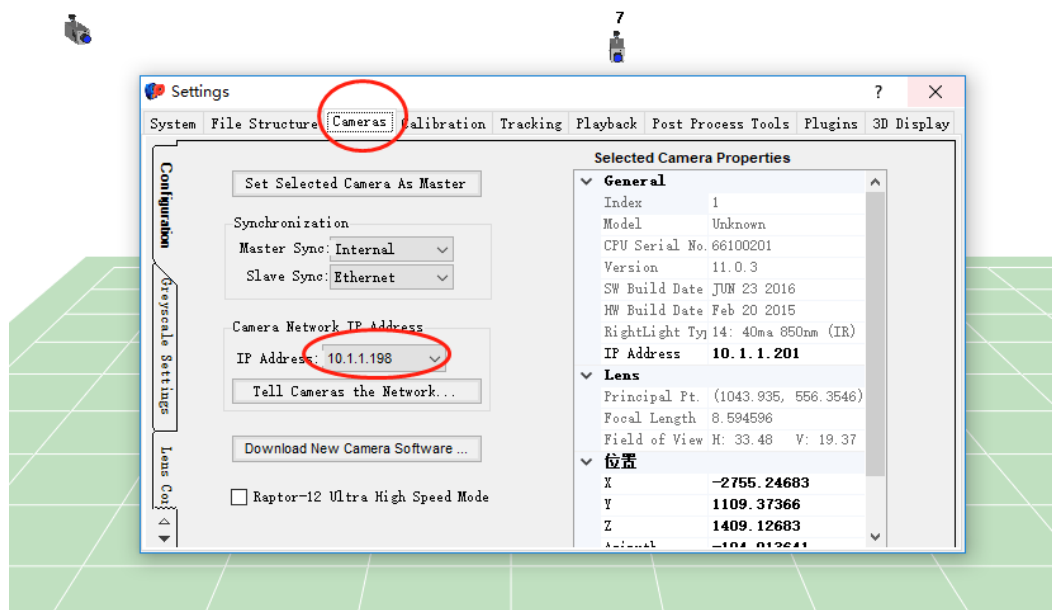 7
Settings
System File Structure Cameras Calibration Tracking Playback Post Process Tools Plugins 3D Display
Configuration
Greyscale Settings
Lens
Set Selected Camera As Master
Synchronization
Master Sync: Internal
Slave Sync: Ethernet
Camera Network IP Address
IP Address: 10.1.1.198
Tell Cameras the Network...
Download New Camera Software ...
Raptor-12 Ultra High Speed Mode
Selected Camera Properties
General
Index 1
Model Unknown
CPU Serial No. 66100201
Version 11.0.3
SW Build Date JUN 23 2016
HW Build Date Feb 20 2015
RightLight Typ 14: 40ma 850nm (IR)
IP Address 10.1.1.201
Lens
Principal Pt. (1043.935, 556.3546)
Focal Length 8.594596
Field of View H: 33.48 V: 19.37
位置
X -2755.24683
Y 1109.37366
Z 1409.12683
Azimuth